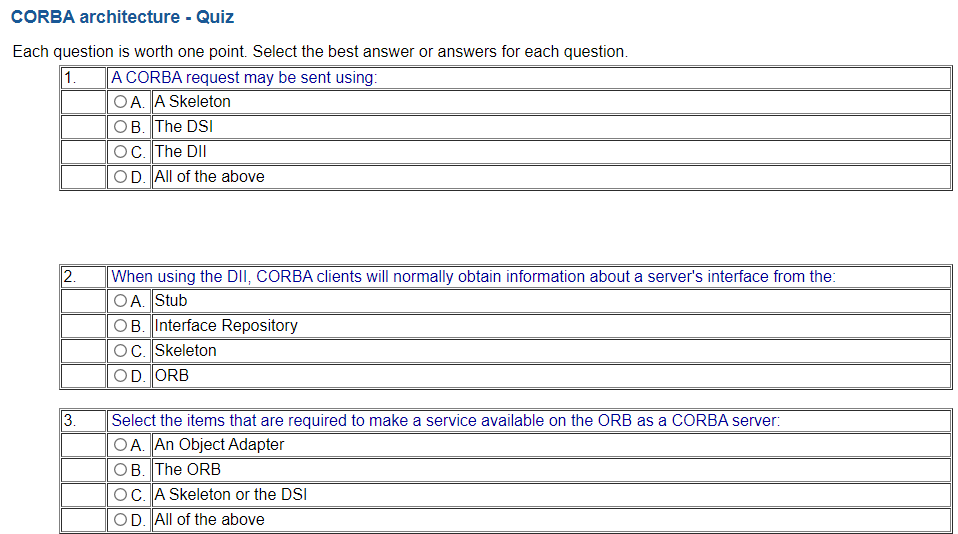 CORBA architecture - Quiz
Each question is worth one point. Select the best answer or answers for each question.
1. A CORBA request may be sent using:
A. A Skeleton
B. The DSI
C. The DII
D. All of the above
2. When using the DII, CORBA clients will normally obtain information about a server's interface from the:
A. Stub
B. Interface Repository
C. Skeleton
D. ORB
3. Select the items that are required to make a service available on the ORB as a CORBA server:
A. An Object Adapter
B. The ORB
C. A Skeleton or the DSI
D. All of the above